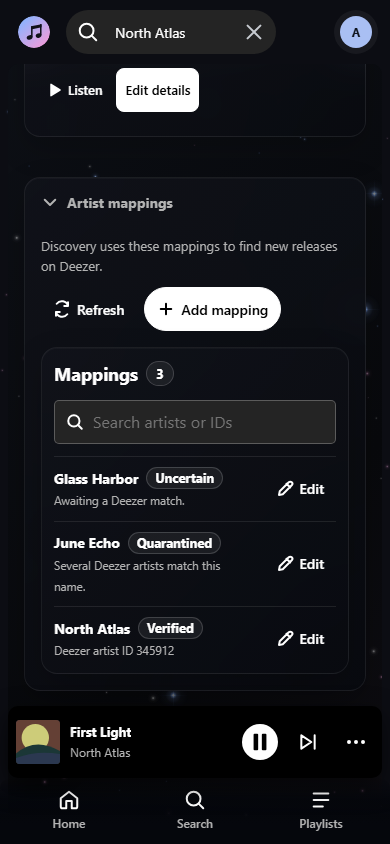 North Atlas
A
Listen
Edit details
Artist mappings
Discovery uses these mappings to find new releases
on Deezer.
Refresh
Add mapping
Mappings 3
Search artists or IDs
Glass Harbor Uncertain
Awaiting a Deezer match.
Edit
June Echo Quarantined
Several Deezer artists match this
name.
Edit
North Atlas Verified
Deezer artist ID 345912
Edit
First Light
North Atlas
Home
Search
Playlists